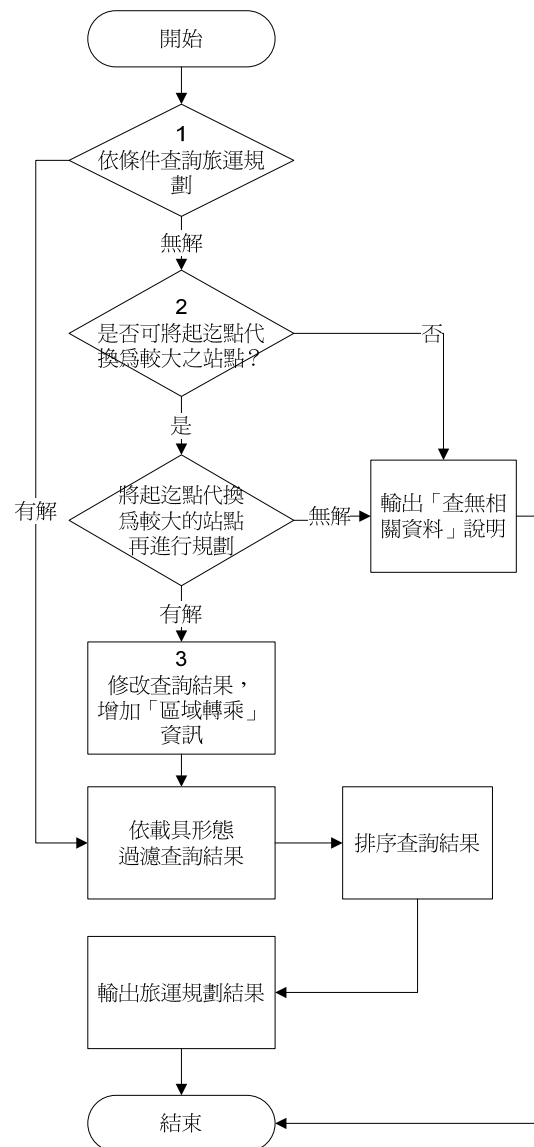 開始
1
依條件查詢旅運規
劃
無解
2
是否可將起迄點代
換為較大之站點？
否
是
將起迄點代換
為較大的站點
再進行規劃
無解
輸出「查無相
關資料」說明
有解
有解
3
修改查詢結果，
增加「區域轉乘」
資訊
依載具形態
過濾查詢結果
排序查詢結果
輸出旅運規劃結果
結束